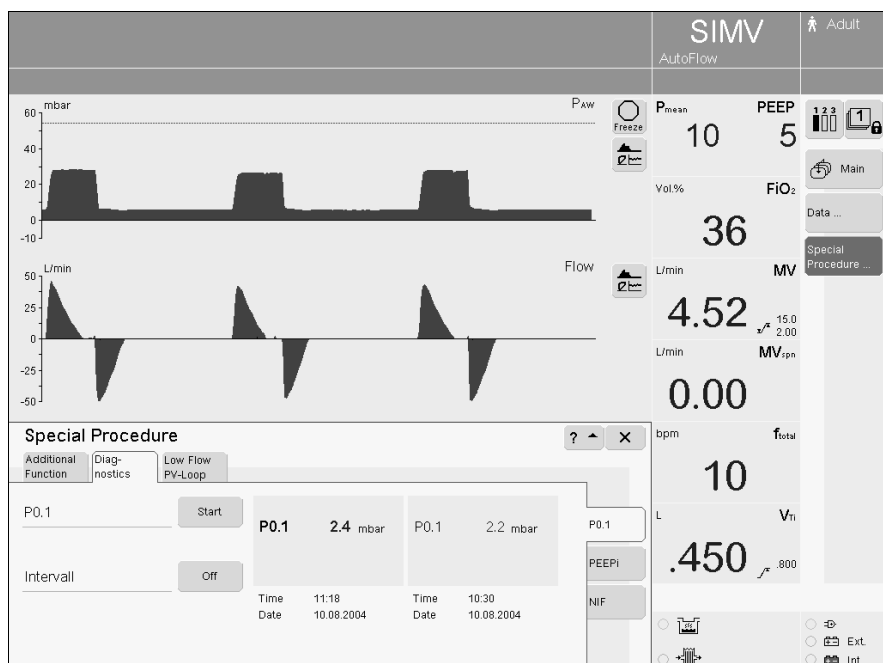 SIMV
AutoFlow
Adult
mbar
PAW
60
40
20
0
-10
Freeze
Pmean
PEEP
10
5
1 2 3
1
Main
Vol.%
FiO2
36
Data ...
Special
Procedure ...
L/min
Flow
50
25
0
-25
-50
L/min
MV
4.52
15.0
2.00
L/min
MVspn
0.00
Special Procedure
?
Additional
Function
Diag-
nostics
Low Flow
PV-Loop
bpm
ftotal
10
P0.1
Start
P0.1 2.4 mbar
P0.1 2.2 mbar
P0.1
PEEPi
NIF
Intervall
Off
Time 11:18
Date 10.08.2004
Time 10:30
Date 10.08.2004
L
VTi
.450
.800
Ext.
Int.